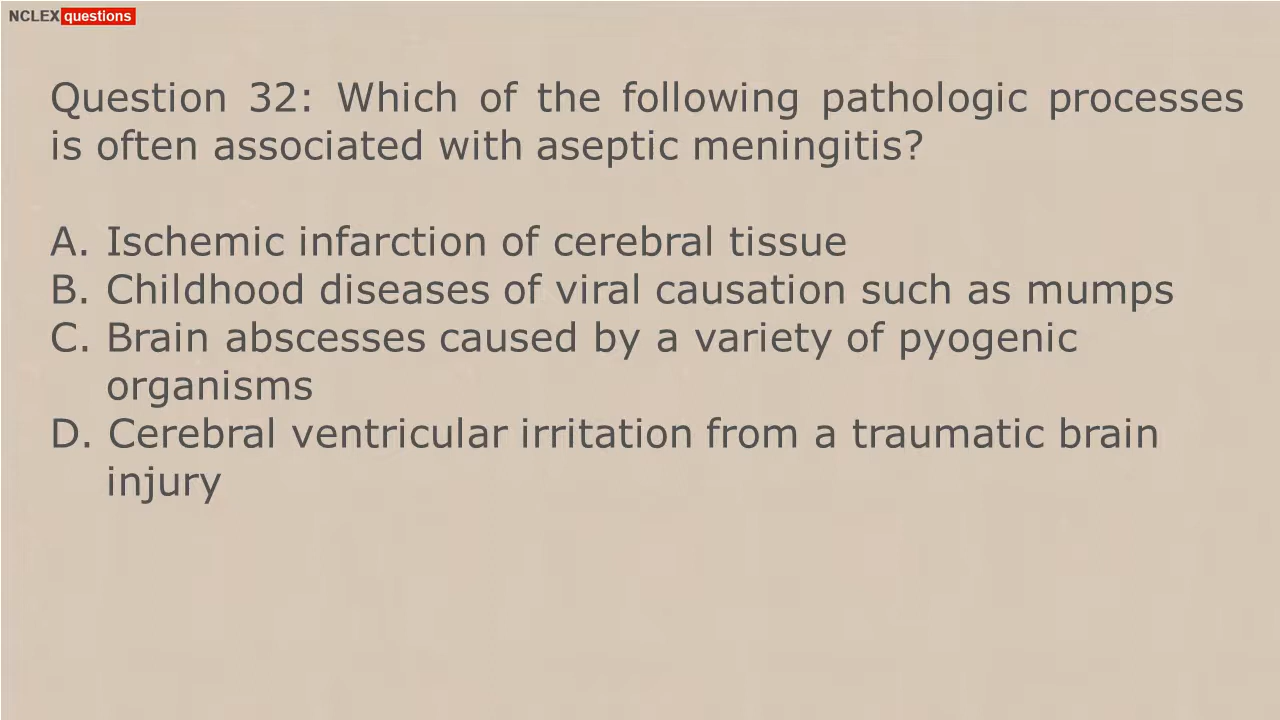 NCLEX questions
Question 32: Which of the following pathologic processes
is often associated with aseptic meningitis?
A. Ischemic infarction of cerebral tissue
B. Childhood diseases of viral causation such as mumps
C. Brain abscesses caused by a variety of pyogenic
organisms
D. Cerebral ventricular irritation from a traumatic brain
injury